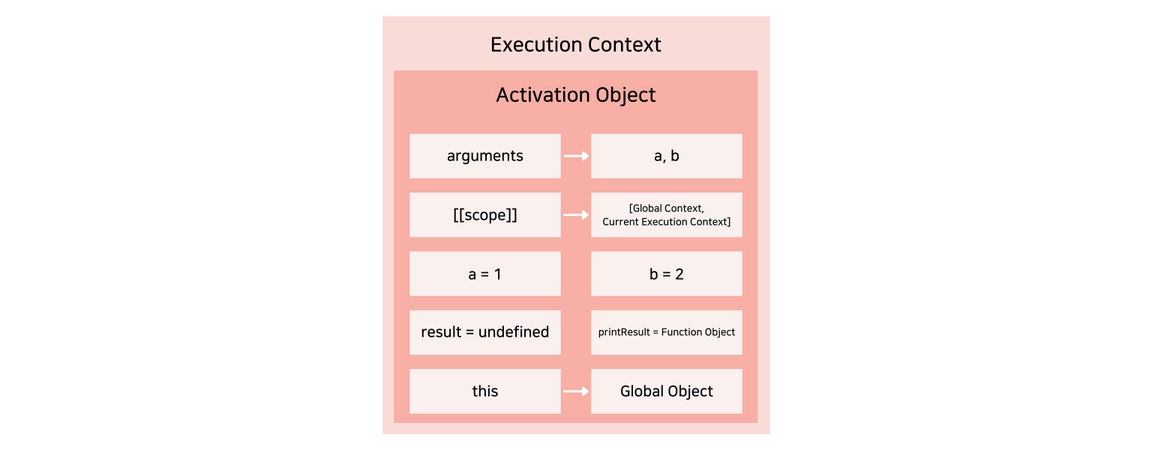 Execution Context
Activation Object
arguments
a, b
[[scope]]
[Global Context,
Current Execution Context]
a = 1
b = 2
result = undefined
printResult = Function Object
this
Global Object